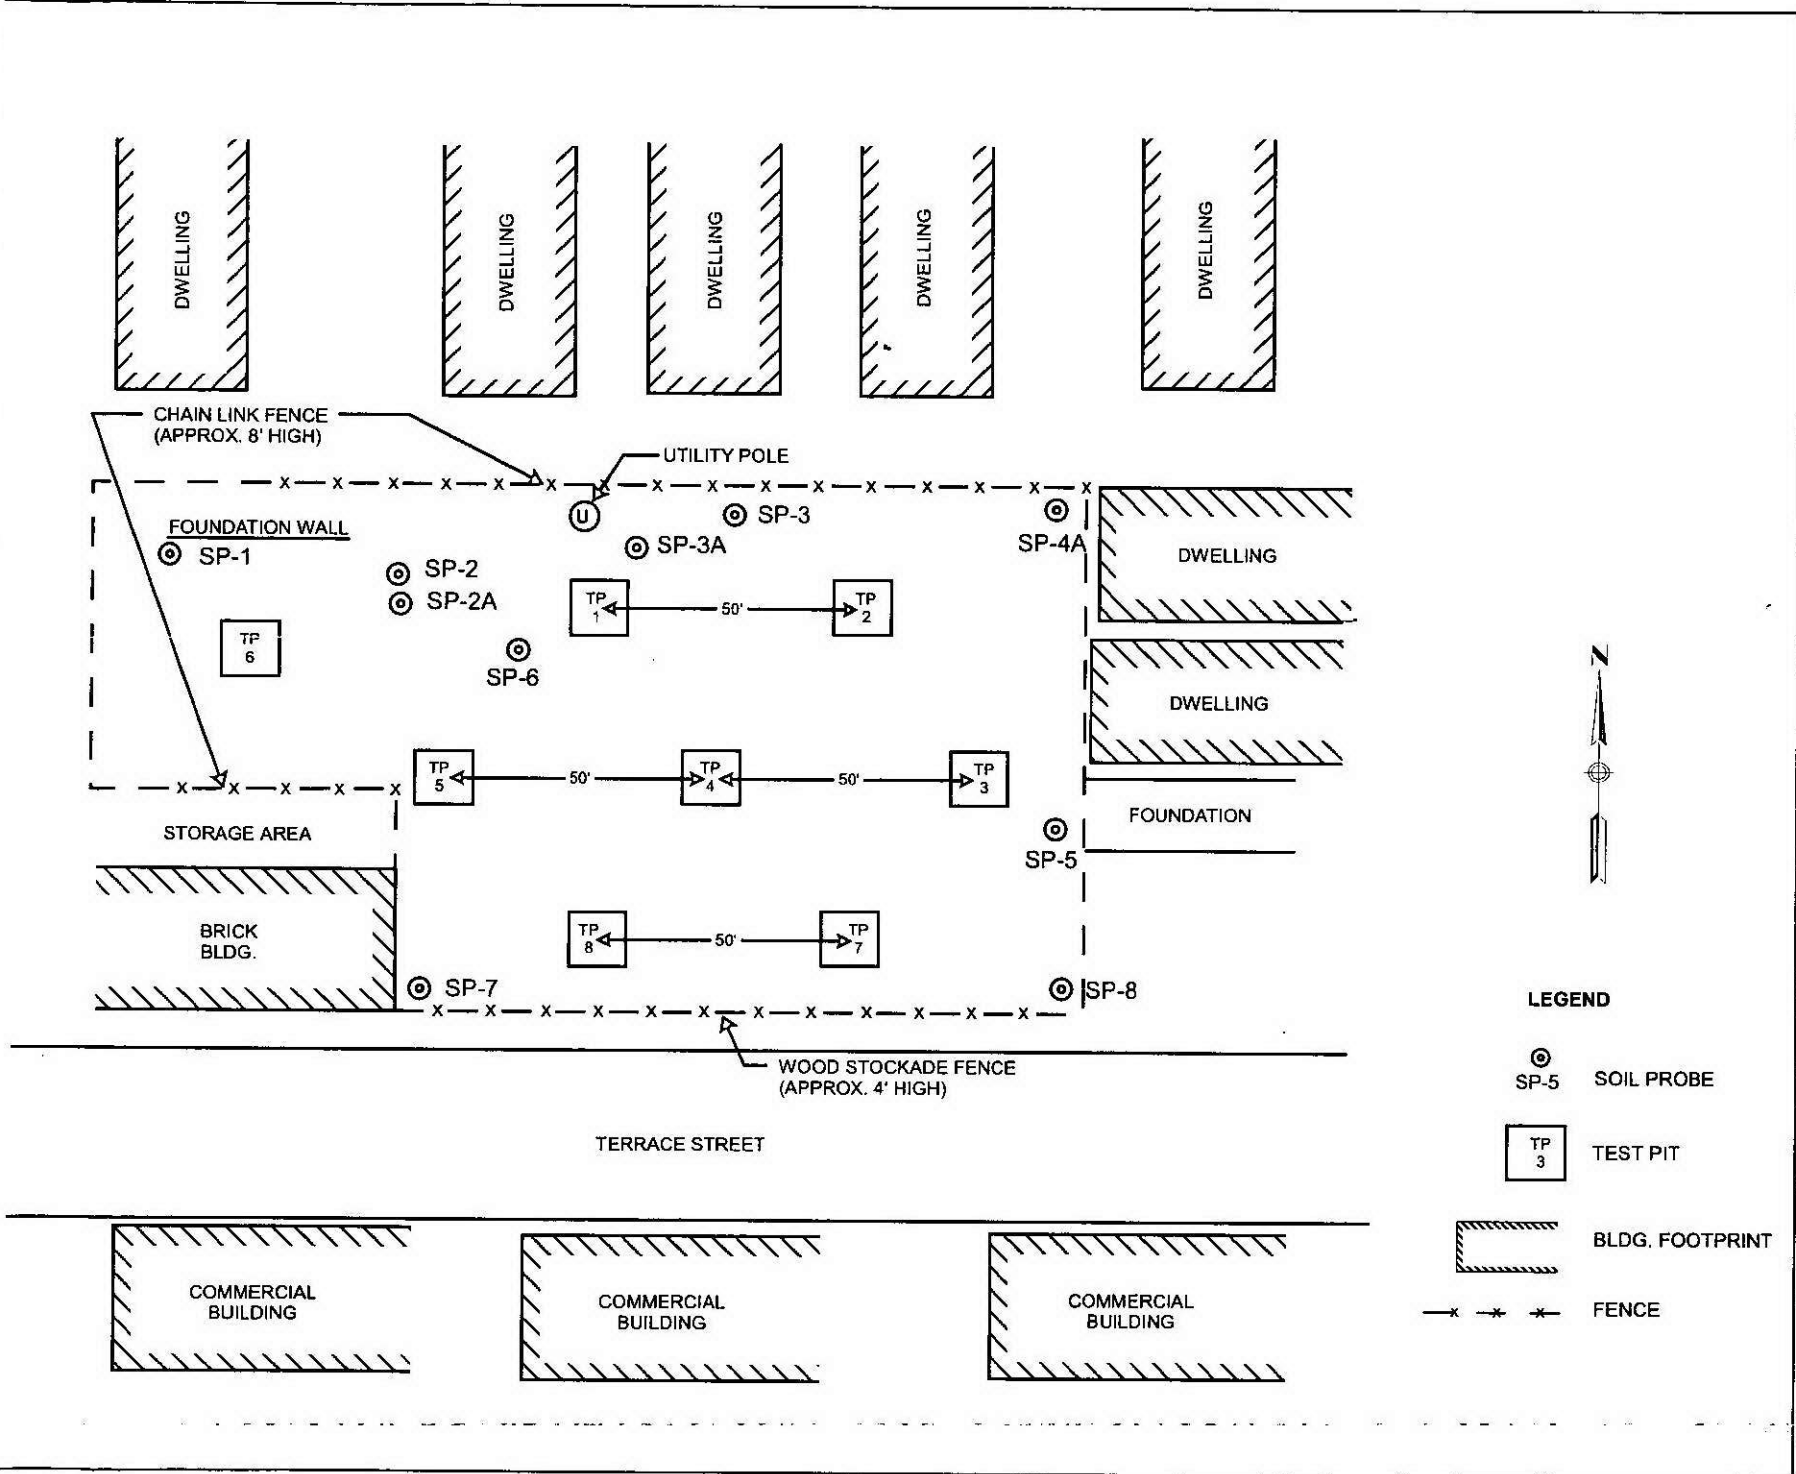 DWELLING
DWELLING
DWELLING
DWELLING
DWELLING
CHAIN LINK FENCE
(APPROX. 8' HIGH)
UTILITY POLE
U
SP-3
SP-3A
SP-4A
FOUNDATION WALL
SP-1
SP-2
SP-2A
DWELLING
TP
1
50'
TP
2
TP
6
SP-6
DWELLING
N
TP
5
50'
TP
4
50'
TP
3
STORAGE AREA
FOUNDATION
SP-5
BRICK
BLDG.
TP
8
50'
TP
7
SP-7
SP-8
WOOD STOCKADE FENCE
(APPROX. 4' HIGH)
TERRACE STREET
COMMERCIAL
BUILDING
COMMERCIAL
BUILDING
COMMERCIAL
BUILDING
LEGEND
SP-5 SOIL PROBE
TP
3
TEST PIT
BLDG. FOOTPRINT
FENCE